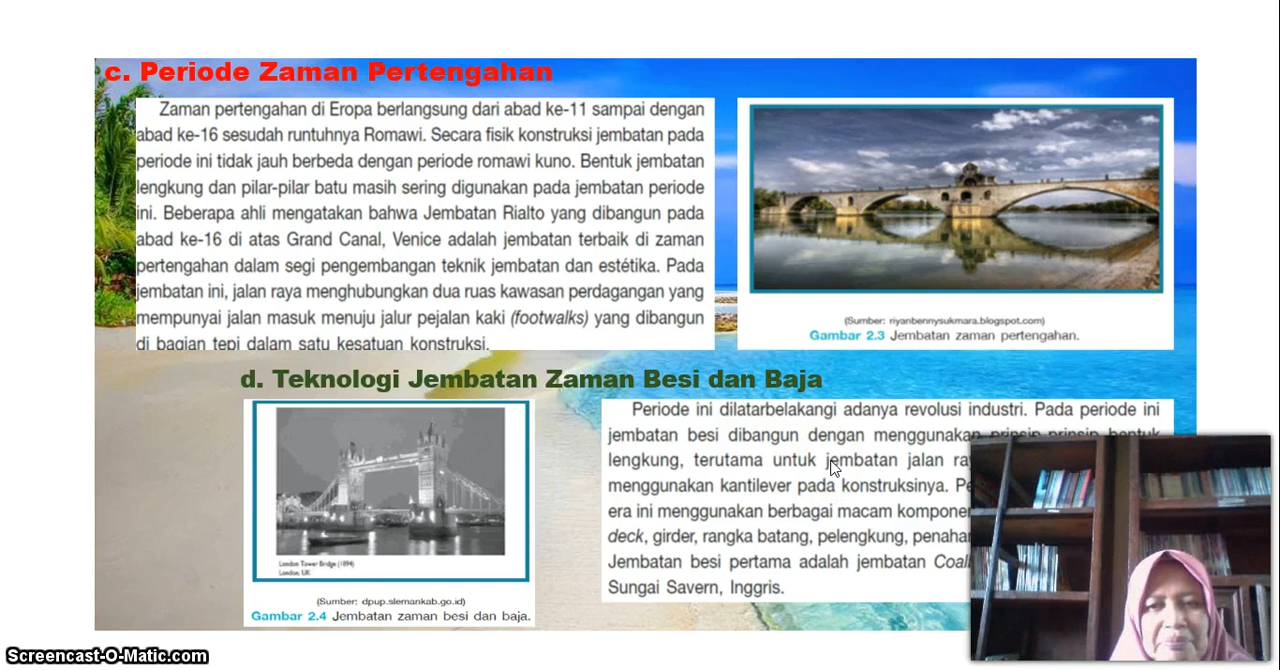 c. Periode Zaman Pertengahan
Zaman pertengahan di Eropa berlangsung dari abad ke-11 sampai dengan
abad ke-16 sesudah runtuhnya Romawi. Secara fisik konstruksi jembatan pada
periode ini tidak jauh berbeda dengan periode romawi kuno. Bentuk jembatan
lengkung dan pilar-pilar batu masih sering digunakan pada jembatan periode
ini. Beberapa ahli mengatakan bahwa Jembatan Rialto yang dibangun pada
abad ke-16 di atas Grand Canal, Venice adalah jembatan terbaik di zaman
pertengahan dalam segi pengembangan teknik jembatan dan estétika. Pada
jembatan ini, jalan raya menghubungkan dua ruas kawasan perdagangan yang
mempunyai jalan masuk menuju jalur pejalan kaki (footwalks) yang dibangun
di bagian tepi dalam satu kesatuan konstruksi.
(Sumber: riyanbennysukmara.blogspot.com)
Gambar 2.3 Jembatan zaman pertengahan.
d. Teknologi Jembatan Zaman Besi dan Baja
London Tower Bridge (1894)
London, UK
(Sumber: dpup.slemankab.go.id)
Gambar 2.4 Jembatan zaman besi dan baja.
Periode ini dilatarbelakangi adanya revolusi industri. Pada periode ini
jembatan besi dibangun dengan menggunakan prinsip-prinsip bentuk
lengkung, terutama untuk jembatan jalan
menggunakan kantilever pada konstruksinya.
era ini menggunakan berbagai macam
deck, girder, rangka batang, pelengkung,
Jembatan besi pertama adalah jembatan
Sungai Savern, Inggris.
Screencast-O-Matic.com